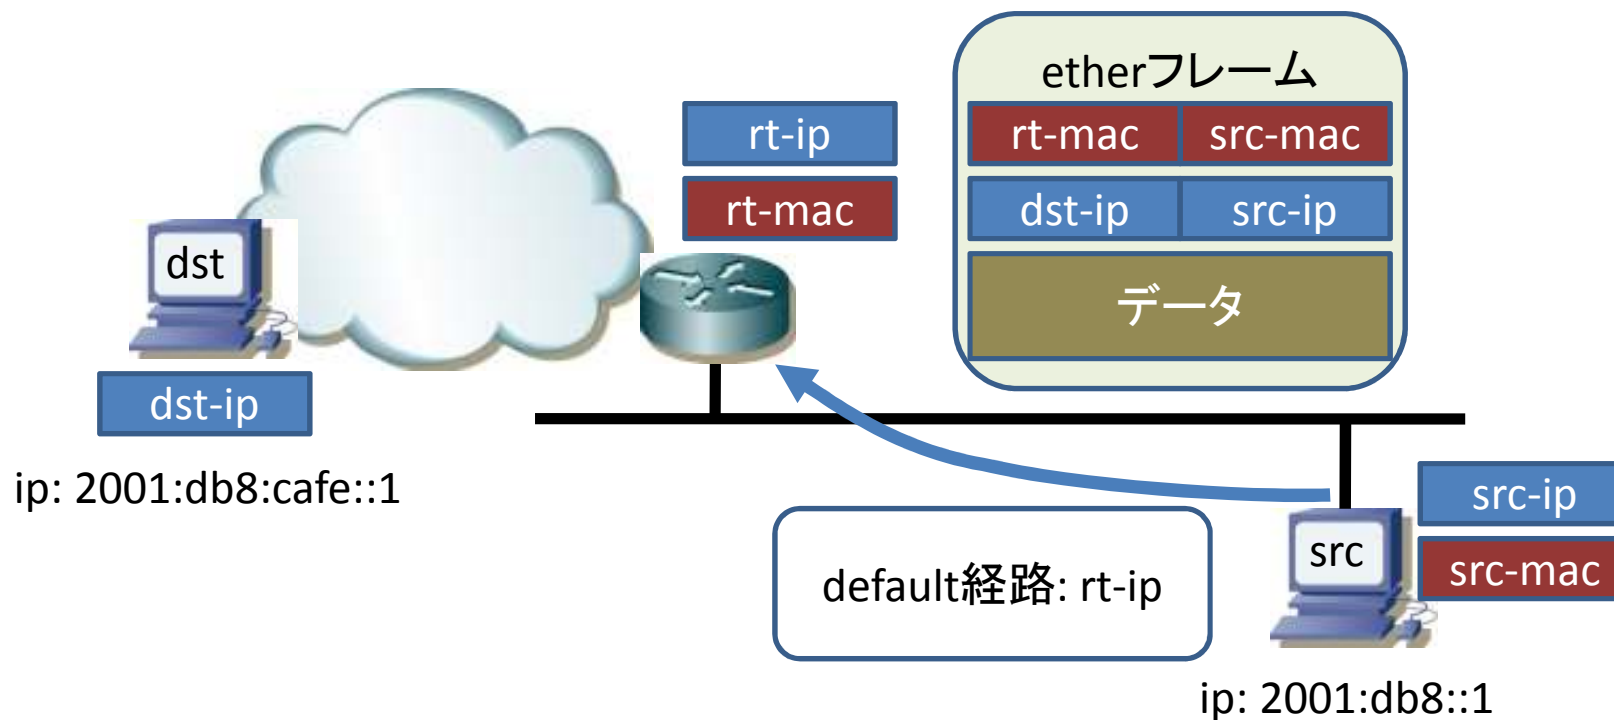 etherフレーム
rt-mac src-mac
dst-ip src-ip
データ
rt-ip
rt-mac
dst
dst-ip
ip: 2001:db8:cafe::1
default経路: rt-ip
src
src-ip
src-mac
ip: 2001:db8::1